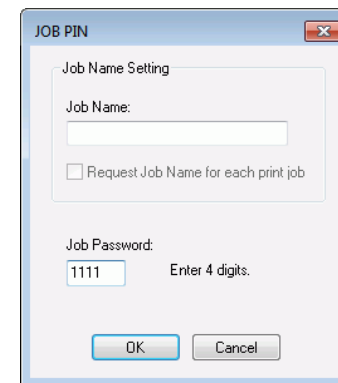 JOB PIN
Job Name Setting
Job Name:
Request Job Name for each print job
Job Password:
1111 Enter 4 digits.
OK Cancel